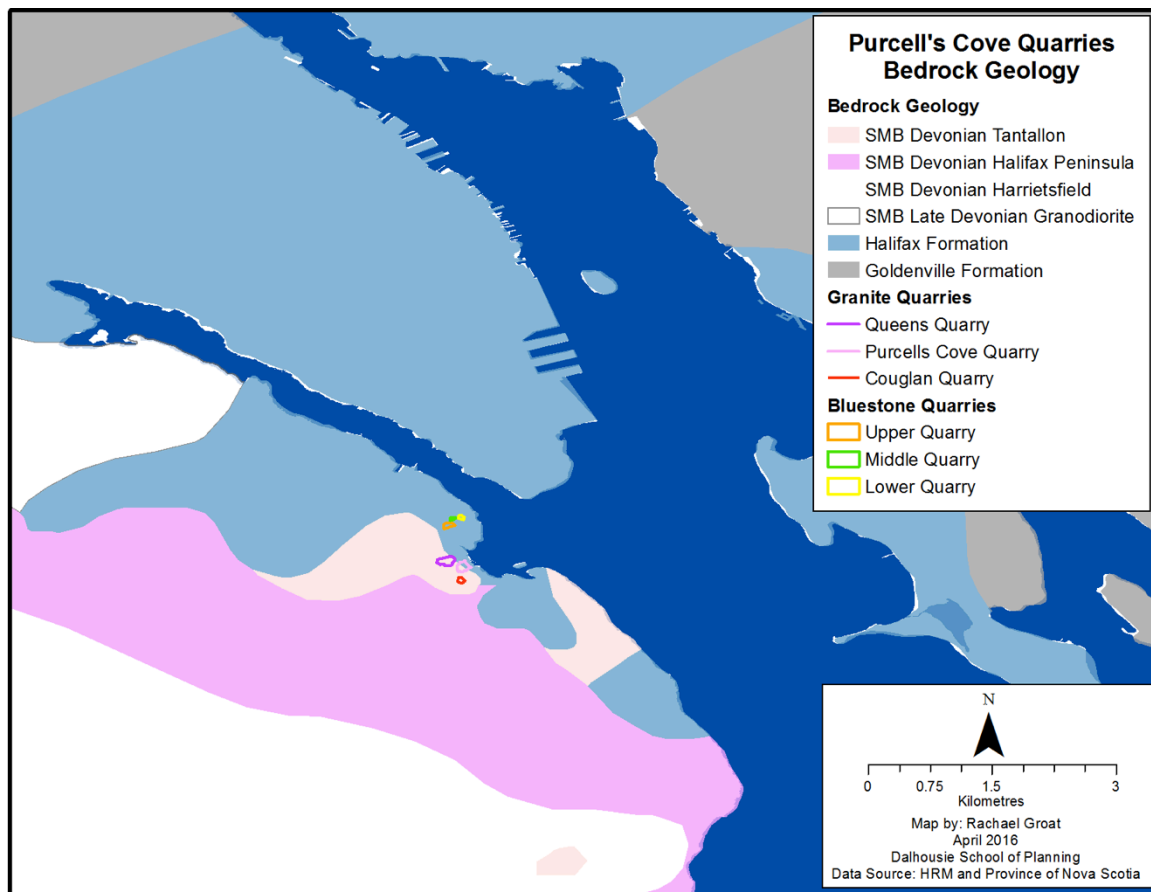 Purcell's Cove Quarries
Bedrock Geology
Bedrock Geology
SMB Devonian Tantallon
SMB Devonian Halifax Peninsula
SMB Devonian Harrietsfield
SMB Late Devonian Granodiorite
Halifax Formation
Goldenville Formation
Granite Quarries
Queens Quarry
Purcells Cove Quarry
Couglan Quarry
Bluestone Quarries
Upper Quarry
Middle Quarry
Lower Quarry
N
0 0.75 1.5 3
Kilometres
Map by: Rachael Groat
April 2016
Dalhousie School of Planning
Data Source: HRM and Province of Nova Scotia